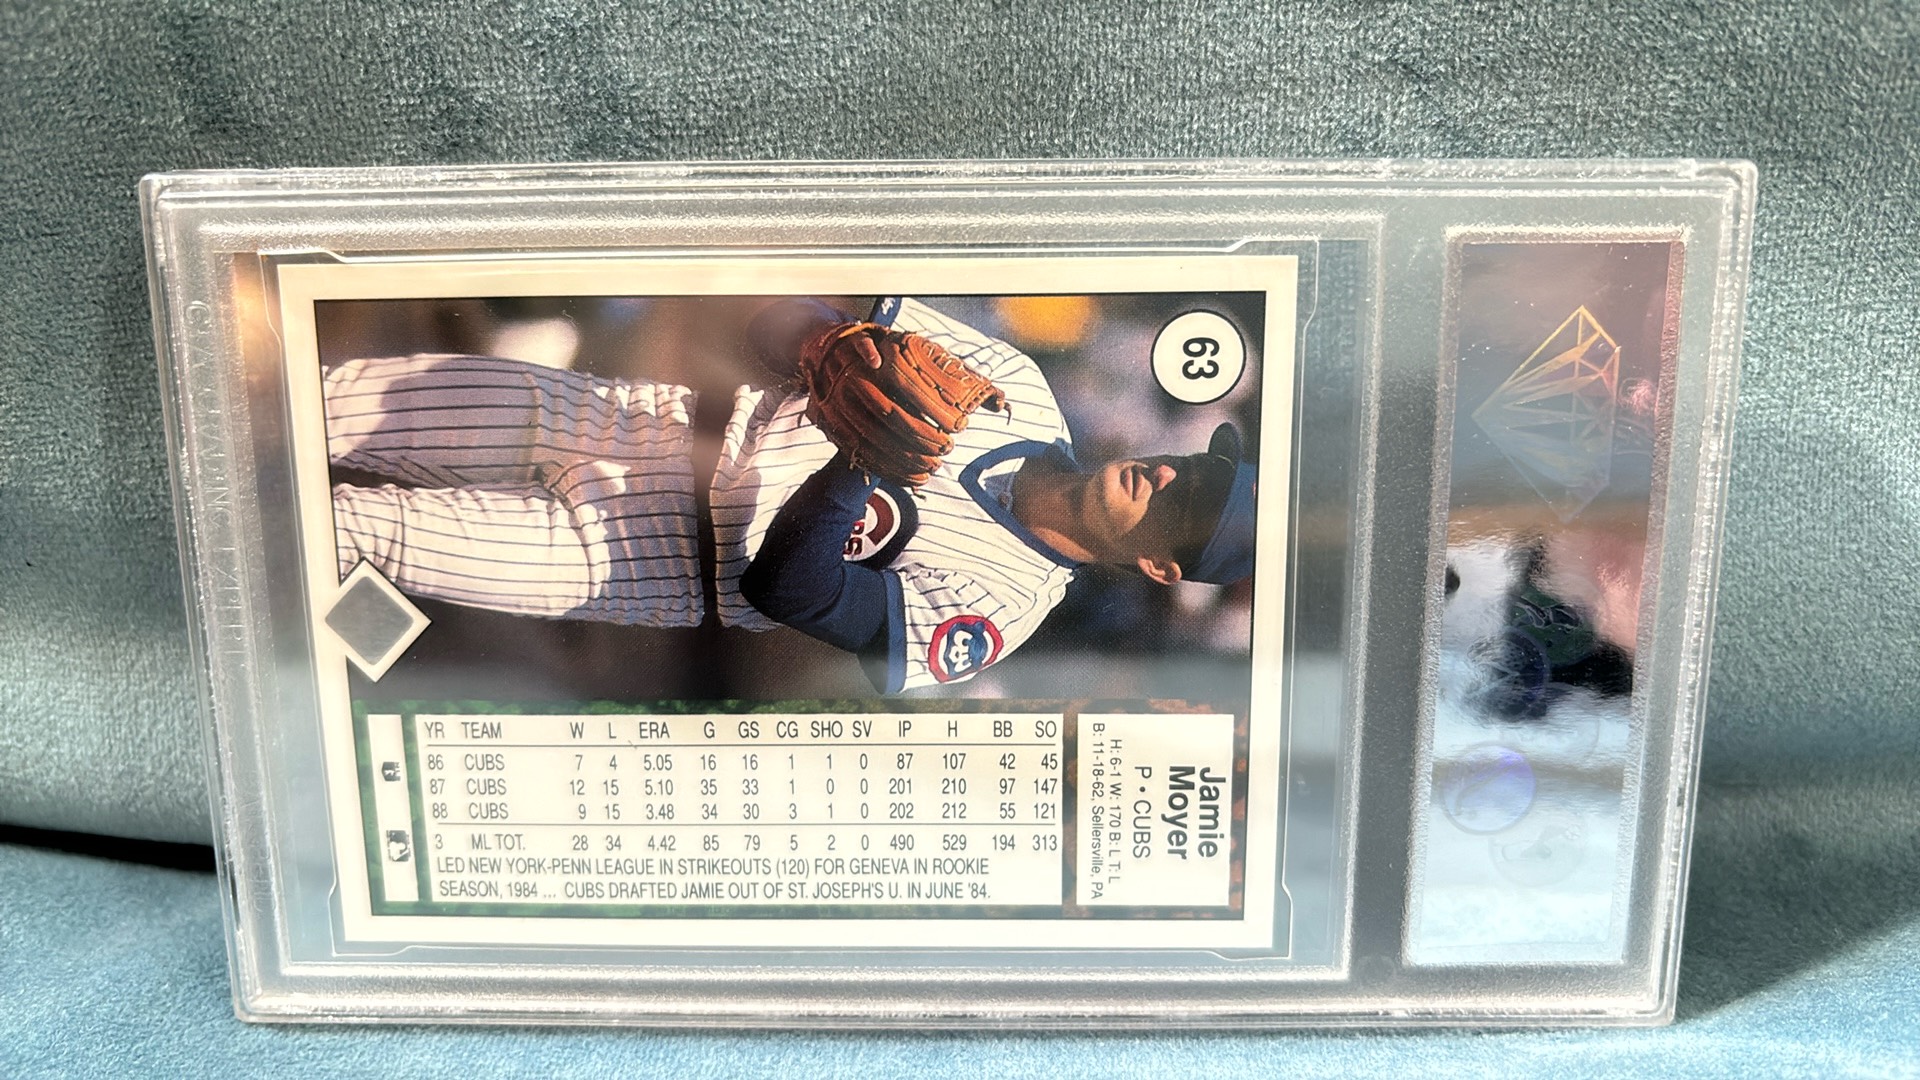 63
YR TEAM W L ERA G GS CG SHO SV IP H BB SO
86 CUBS 7 4 5.05 16 16 1 1 0 87 107 42 45
87 CUBS 12 15 5.10 35 33 1 0 0 201 210 97 147
88 CUBS 9 15 3.48 34 30 3 1 0 202 212 55 121
3 ML TOT. 28 34 4.42 85 79 5 2 0 490 529 194 313
LED NEW YORK-PENN LEAGUE IN STRIKEOUTS (120) FOR GENEVA IN ROOKIE
SEASON, 1984 ... CUBS DRAFTED JAMIE OUT OF ST. JOSEPH'S U. IN JUNE '84.
Jamie
Moyer
P • CUBS
H: 6-1 W: 170 B: L T: L
B: 11-18-62, Sellersville, PA